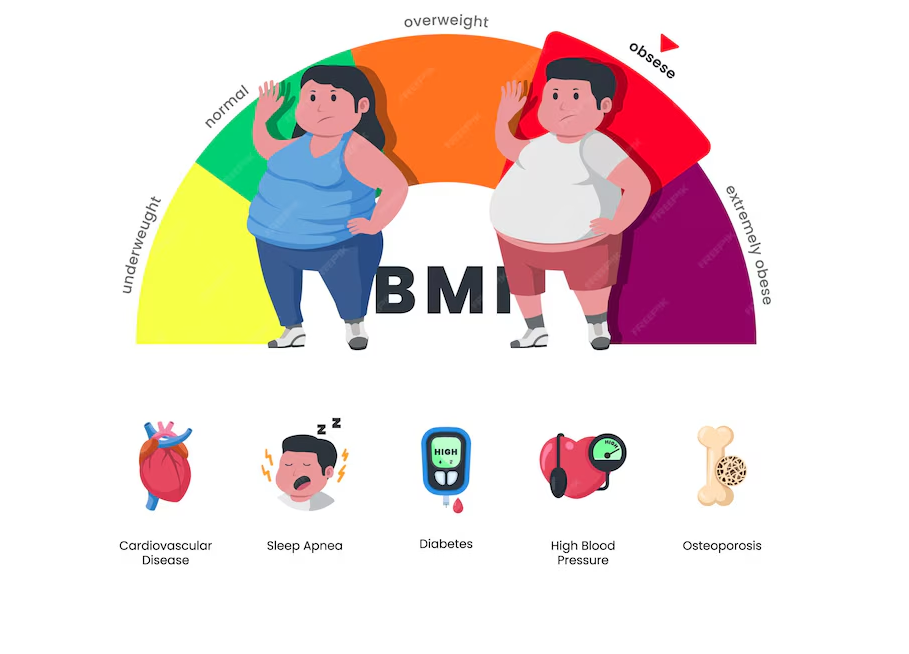 overweight
obsese
normal
underweught
extremely obese
BMI
z z
HIGH
HIGH
Cardiovascular
Disease
Sleep Apnea
Diabetes
High Blood
Pressure
Osteoporosis